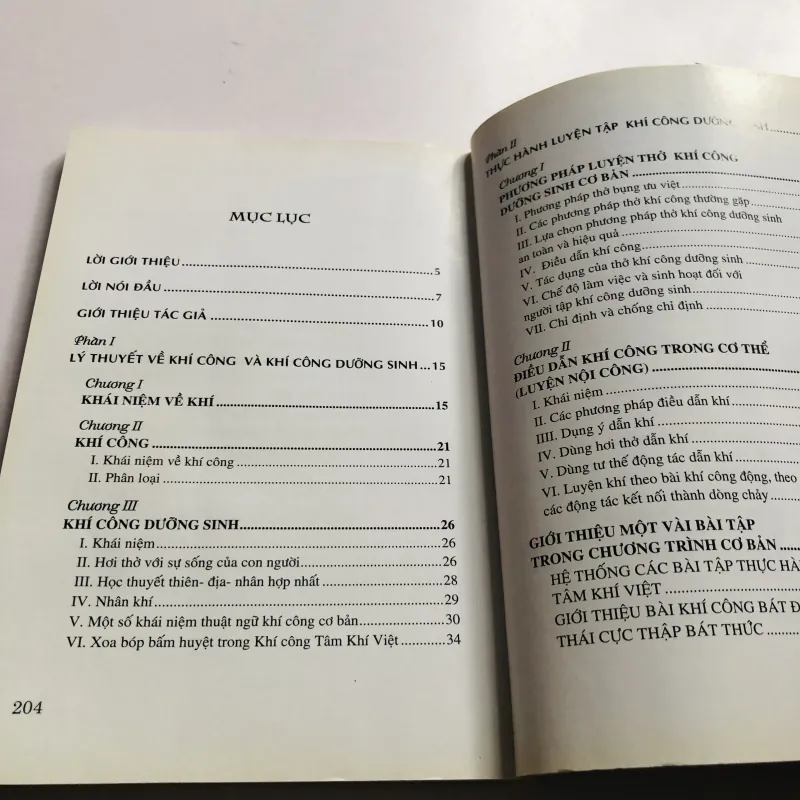 MỤC LỤC
LỜI GIỚI THIỆU.................................................5
LỜI NÓI ĐẦU.....................................................7
GIỚI THIỆU TÁC GIẢ .........................................10
Phần I
LÝ THUYẾT VỀ KHÍ CÔNG VÀ KHÍ CÔNG DƯỠNG SINH...15
Chương I
KHÁI NIỆM VỀ KHÍ ............................................15
Chương II
KHÍ CÔNG ........................................................21
I. Khái niệm về khí công ....................................21
II. Phân loại ......................................................21
Chương III
KHÍ CÔNG DƯỠNG SINH.......................................26
I. Khái niệm......................................................26
II. Hơi thở với sự sống của con người.......................26
III. Học thuyết thiên- địa- nhân hợp nhất ..................28
IV. Nhân khí ......................................................29
V. Một số khái niệm thuật ngữ khí công cơ bản...........30
VI. Xoa bóp bấm huyệt trong Khí công Tâm Khí Việt......34
204
Phần II
THỰC HÀNH LUYỆN TẬP KHÍ CÔNG DƯỠNG SINH
Chương I
PHƯƠNG PHÁP LUYỆN THỞ KHÍ CÔNG
DƯỠNG SINH CƠ BẢN ..............................
I. Phương pháp thở bụng ưu việt ....................
II. Các phương pháp thở khí công thường gặp
III. Lựa chọn phương pháp thở khí công dưỡng sinh
an toàn và hiệu quả ..............................
IV. Điều dẫn khí công ..............................
V. Tác dụng của thở khí công dưỡng sinh ............
VI. Chế độ làm việc và sinh hoạt đối với
người tập khí công dưỡng sinh ....................
VII. Chỉ định và chống chỉ định ....................
Chương II
ĐIỀU DẪN KHÍ CÔNG TRONG CƠ THỂ
(LUYỆN NỘI CÔNG) ..............................
I. Khái niệm ..............................
II. Các phương pháp điều dẫn khí ....................
IIII. Dụng ý dẫn khí ..............................
IV. Dùng hơi thở dẫn khí ..............................
V. Dùng tư thế động tác dẫn khí ....................
VI. Luyện khí theo bài khí công động, theo
các động tác kết nối thành dòng chảy ............
GIỚI THIỆU MỘT VÀI BÀI TẬP
TRONG CHƯƠNG TRÌNH CƠ BẢN ....
HỆ THỐNG CÁC BÀI TẬP THỰC
TÂM KHÍ VIỆT ..............................
GIỚI THIỆU BÀI KHÍ CÔNG BÁT
THÁI CỰC THẬP BÁT THỨC ............